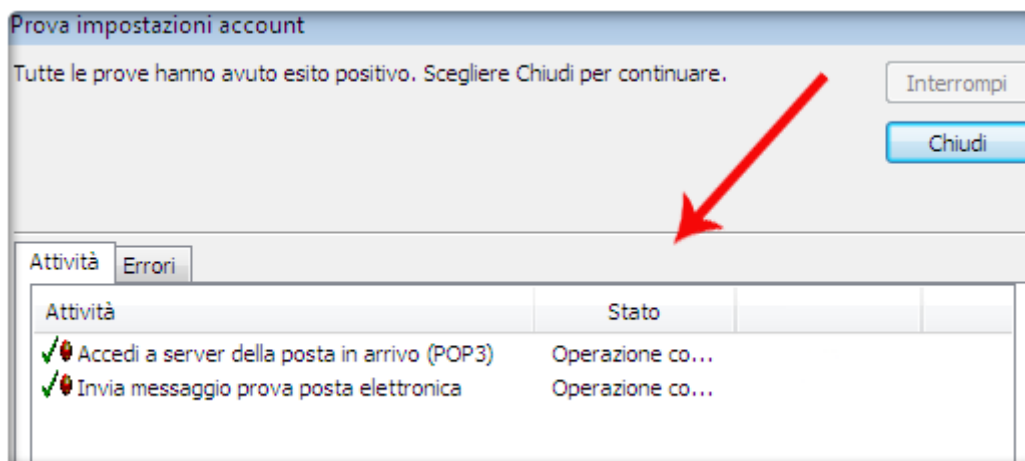 Prova impostazioni account
Tutte le prove hanno avuto esito positivo. Scegliere Chiudi per continuare.
Interrompi
Chiudi
Attività Errori
Attività Stato
Accedi a server della posta in arrivo (POP3) Operazione co...
Invia messaggio prova posta elettronica Operazione co...